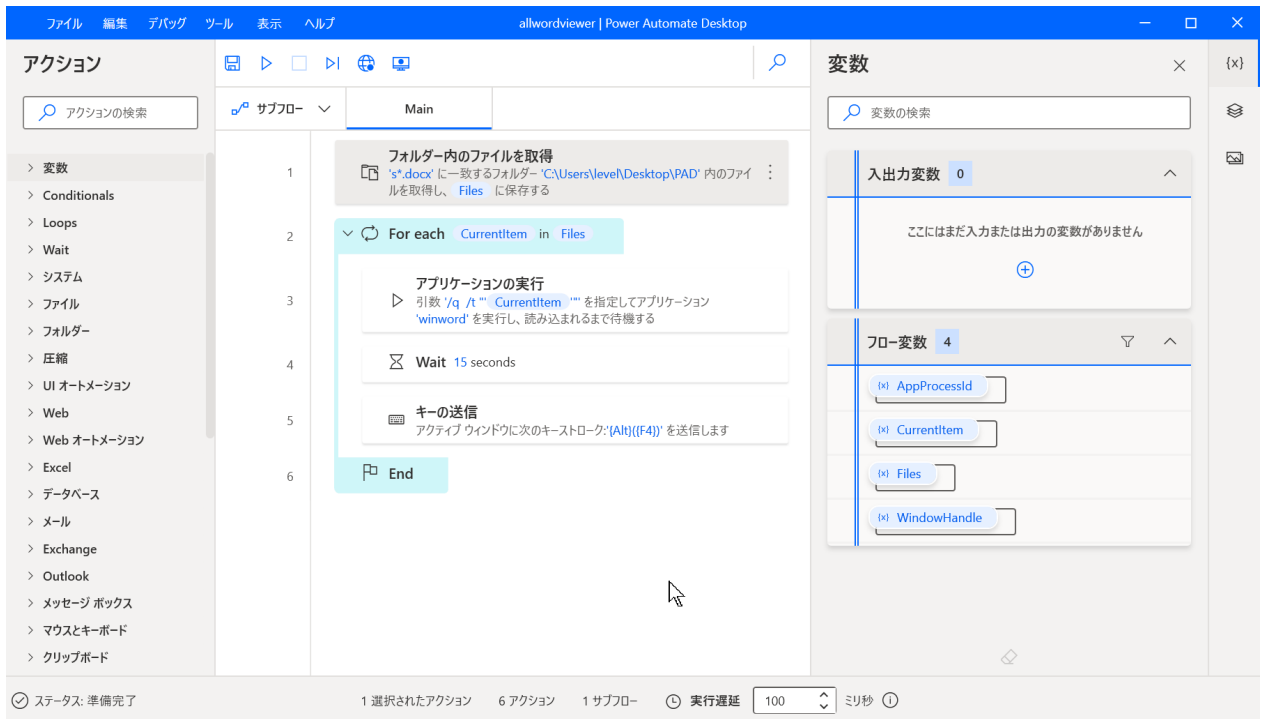 ファイル 編集 デバッグ ツール 表示 ヘルプ allwordviewer | Power Automate Desktop
アクション
アクションの検索
変数
Conditionals
Loops
Wait
システム
ファイル
フォルダー
圧縮
UI オートメーション
Web
Web オートメーション
Excel
データベース
メール
Exchange
Outlook
メッセージ ボックス
マウスとキーボード
クリップボード
サブフロー Main
1 フォルダー内のファイルを取得
's*.docx' に一致するフォルダー 'C:\Users\level\Desktop\PAD' 内のファイ
ルを取得し、 Files に保存する
2 For each CurrentItem in Files
3 アプリケーションの実行
引数 '/q /t "' CurrentItem '"' を指定してアプリケーション
'winword' を実行し、読み込まれるまで待機する
4 Wait 15 seconds
5 キーの送信
アクティブ ウィンドウに次のキーストローク:'{Alt}({F4})' を送信します
6 End
変数
{x}
変数の検索
入出力変数 0
ここにはまだ入力または出力の変数がありません
フロー変数 4
{x} AppProcessId
{x} CurrentItem
{x} Files
{x} WindowHandle
ステータス: 準備完了 1 選択されたアクション 6 アクション 1 サブフロー 実行遅延 100 ミリ秒